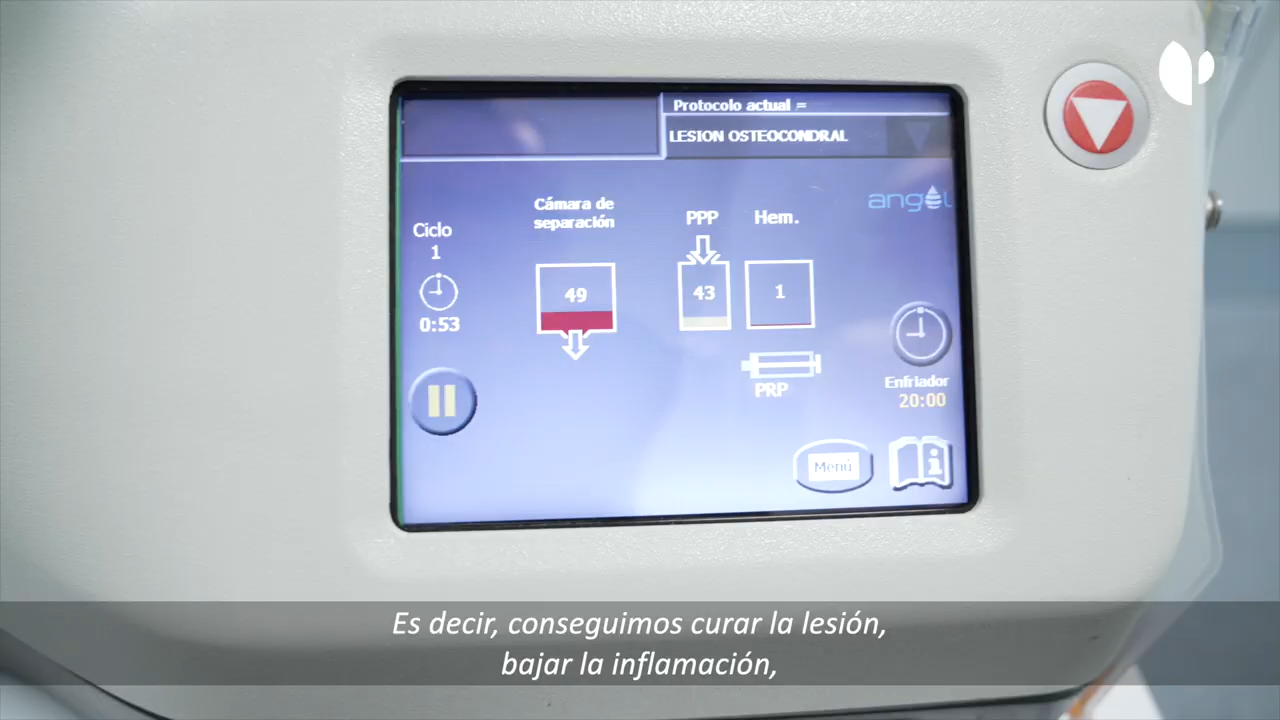 Protocolo actual =
LESION OSTEOCONDRAL
angel
Ciclo
1
0:53
Cámara de
separación
49
PPP
43
Hem.
1
PRP
Enfriador
20:00
Menú
i
Es decir, conseguimos curar la lesión,
bajar la inflamación,